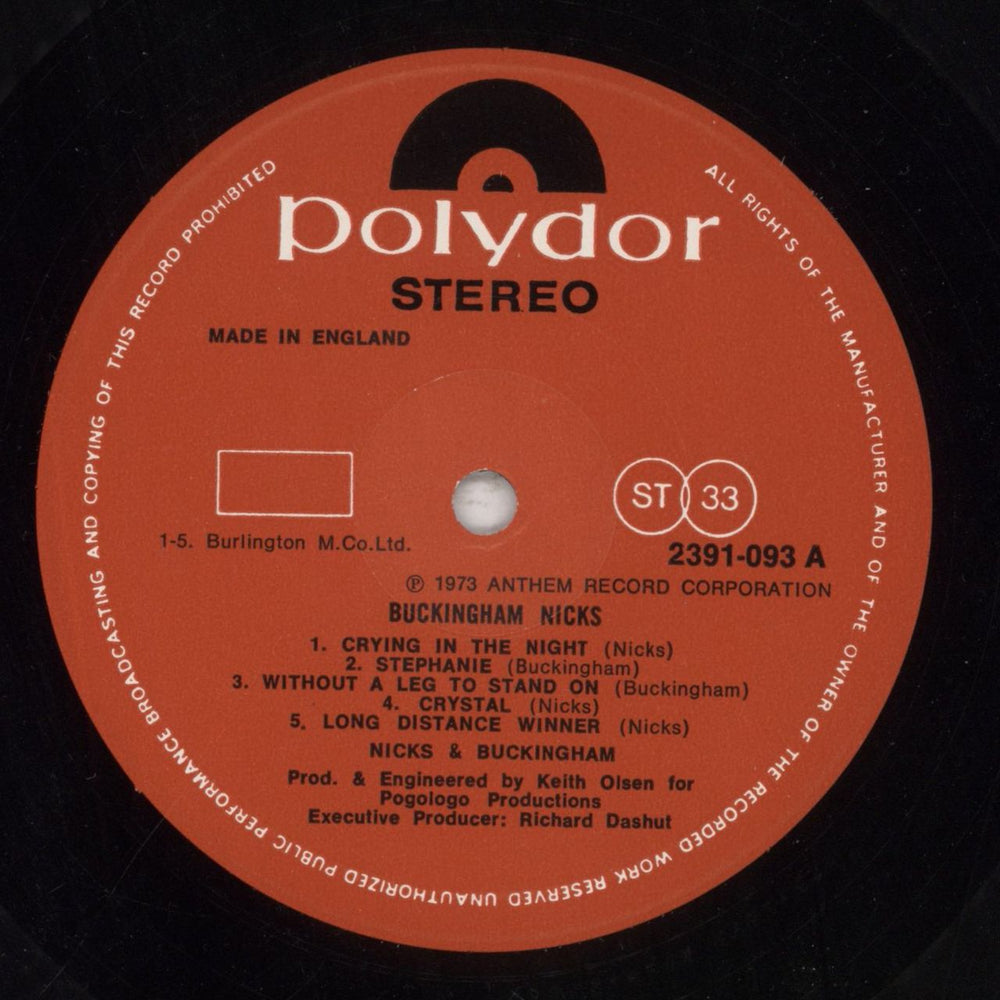 polydor
STEREO
MADE IN ENGLAND
ST 33
1-5. Burlington M.Co.Ltd.
2391-093 A
℗ 1973 ANTHEM RECORD CORPORATION
BUCKINGHAM NICKS
1. CRYING IN THE NIGHT (Nicks)
2. STEPHANIE (Buckingham)
3. WITHOUT A LEG TO STAND ON (Buckingham)
4. CRYSTAL (Nicks)
5. LONG DISTANCE WINNER (Nicks)
NICKS & BUCKINGHAM
Prod. & Engineered by Keith Olsen for
Pogologo Productions
Executive Producer: Richard Dashut
ALL RIGHTS OF THE MANUFACTURER AND OF THE OWNER OF THE RECORDED WORK RESERVED UNAUTHORIZED PUBLIC PERFORMANCE BROADCASTING AND COPYING OF THIS RECORD PROHIBITED